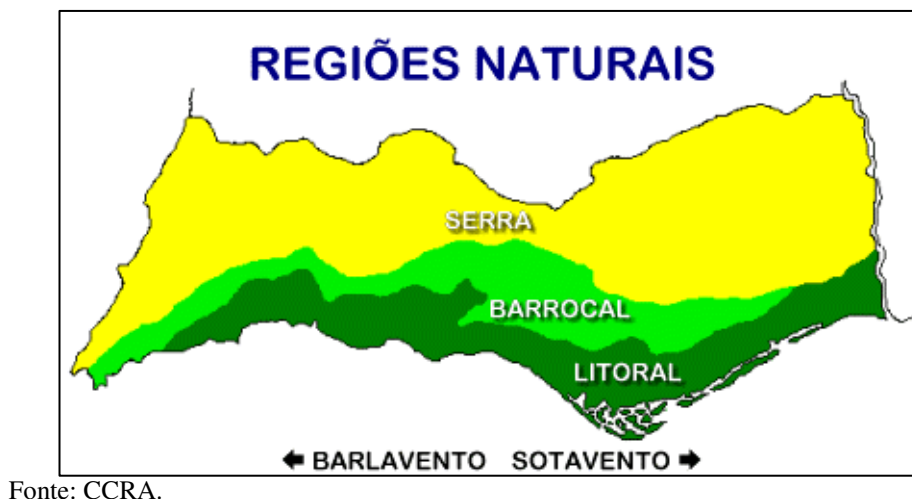 REGIÕES NATURAIS
SERRA
BARROCAL
LITORAL
BARLAVENTO SOTAVENTO
Fonte: CCRA.